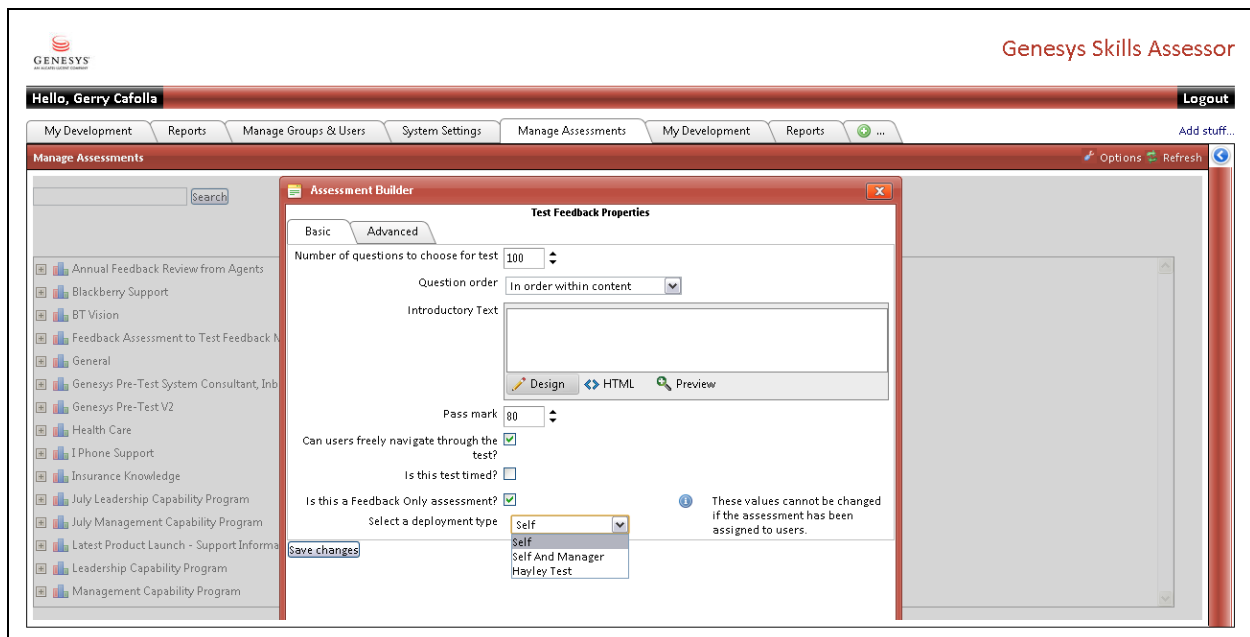 GENESYS
Genesys Skills Assessor
Hello, Gerry Cafolla
Logout
My Development
Reports
Manage Groups & Users
System Settings
Manage Assessments
My Development
Reports
...
Add stuff...
Manage Assessments
Options
Refresh
Search
Assessment Builder
Test Feedback Properties
Basic
Advanced
Number of questions to choose for test
100
Question order
In order within content
Introductory Text
Design
HTML
Preview
Pass mark
80
Can users freely navigate through the
test?
Is this test timed?
Is this a Feedback Only assessment?
These values cannot be changed
if the assessment has been
assigned to users.
Select a deployment type
Self
Self
Self And Manager
Hayley Test
Save changes
Annual Feedback Review from Agents
Blackberry Support
BT Vision
Feedback Assessment to Test Feedback
General
Genesys Pre-Test System Consultant, Inb
Genesys Pre-Test V2
Health Care
I Phone Support
Insurance Knowledge
July Leadership Capability Program
July Management Capability Program
Latest Product Launch - Support Informa
Leadership Capability Program
Management Capability Program